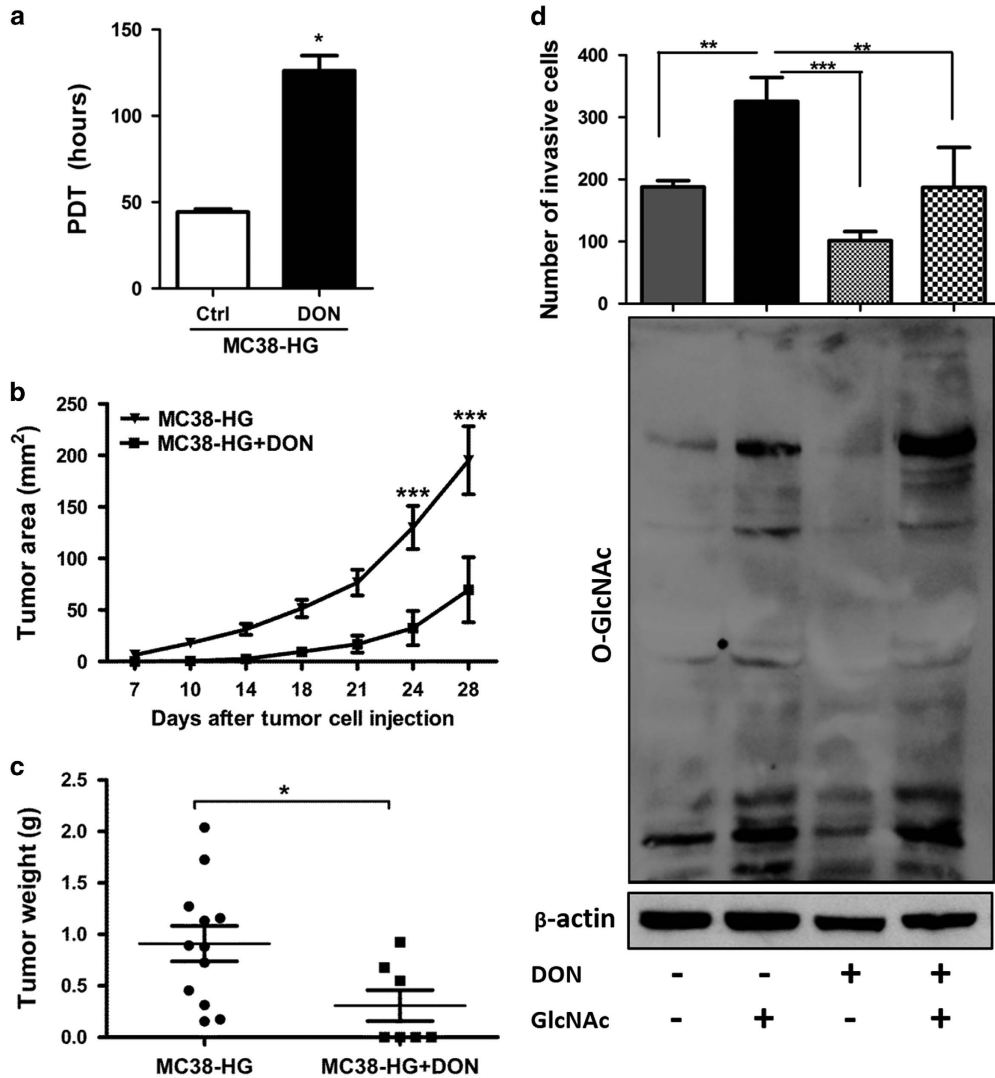 a
PDT (hours)
150
100
50
0
*
Ctrl
DON
MC38-HG
b
Tumor area (mm²)
250
200
150
100
50
0
MC38-HG
MC38-HG+DON
***
***
7 10 14 18 21 24 28
Days after tumor cell injection
c
Tumor weight (g)
2.5
2.0
1.5
1.0
0.5
0.0
*
MC38-HG
MC38-HG+DON
d
Number of invasive cells
400
300
200
100
0
** **
***
O-GlcNAc
β-actin
DON - - + +
GlcNAc - + - +